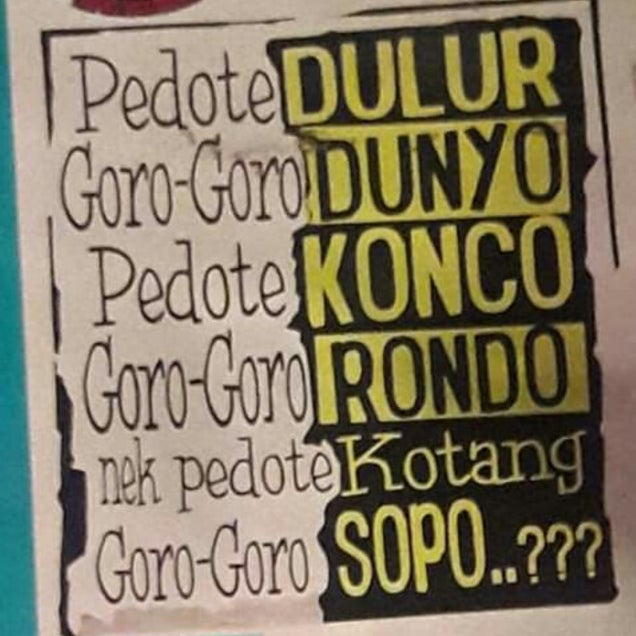 Pedote DULUR
Goro-Goro DUNYO
Pedote KONCO
Goro-Goro RONDO
nek pedote Kotang
Goro-Goro SOPO..???